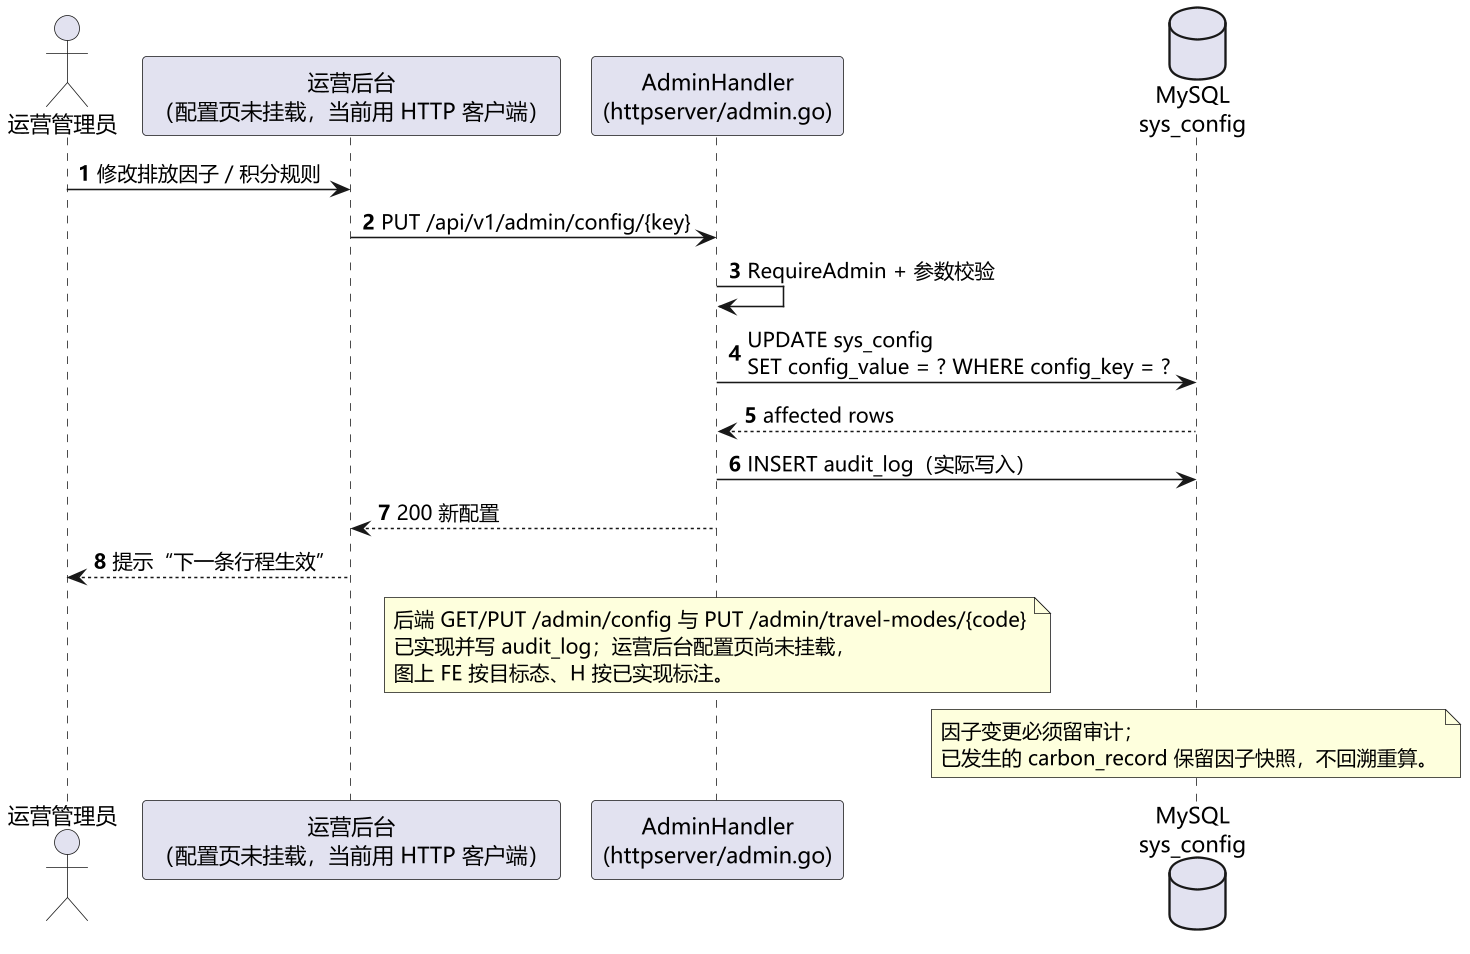 运营管理员
运营后台
（配置页未挂载，当前用 HTTP 客户端）
AdminHandler
(httpserver/admin.go)
MySQL
sys_config
1 修改排放因子 / 积分规则
2 PUT /api/v1/admin/config/{key}
3 RequireAdmin + 参数校验
4 UPDATE sys_config
SET config_value = ? WHERE config_key = ?
5 affected rows
6 INSERT audit_log（实际写入）
7 200 新配置
8 提示“下一条行程生效”
后端 GET/PUT /admin/config 与 PUT /admin/travel-modes/{code}
已实现并写 audit_log；运营后台配置页尚未挂载，
图上 FE 按目标态、H 按已实现标注。
因子变更必须留审计；
已发生的 carbon_record 保留因子快照，不回溯重算。
运营管理员
运营后台
（配置页未挂载，当前用 HTTP 客户端）
AdminHandler
(httpserver/admin.go)
MySQL
sys_config